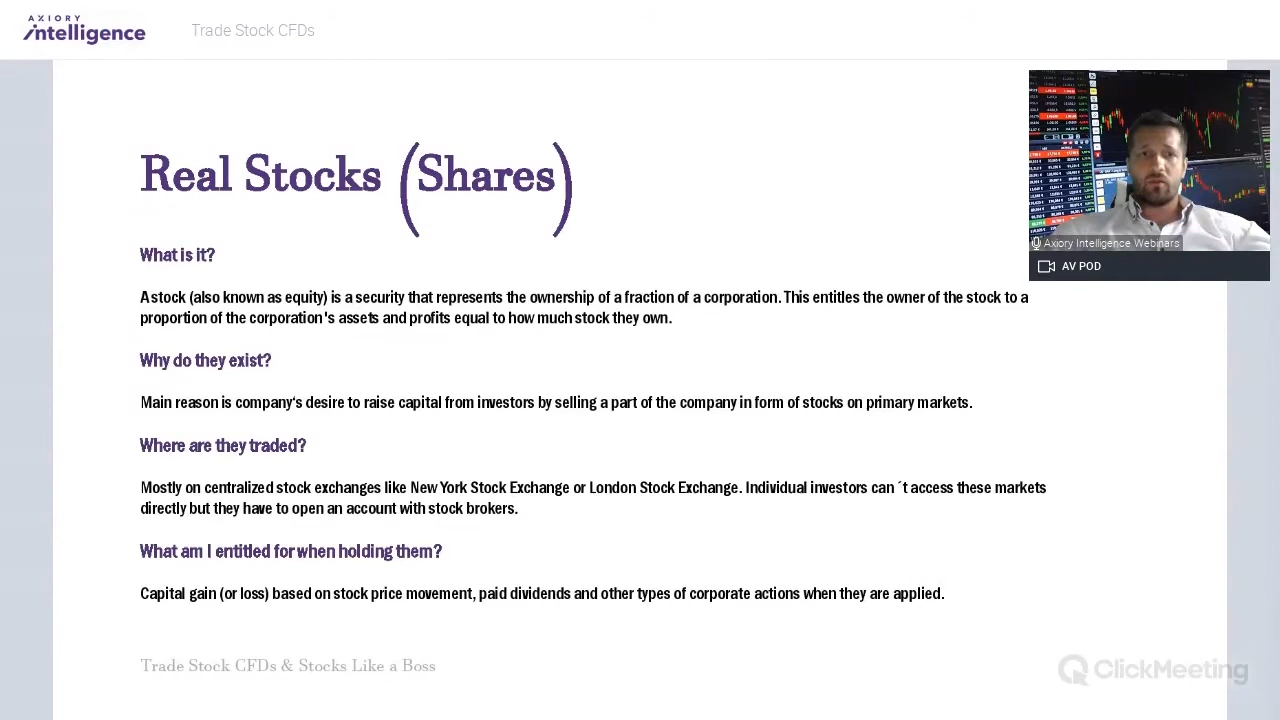 AXIORY
intelligence
Trade Stock CFDs
Real Stocks (Shares)
What is it?
A stock (also known as equity) is a security that represents the ownership of a fraction of a corporation. This entitles the owner of the stock to a
proportion of the corporation's assets and profits equal to how much stock they own.
Why do they exist?
Main reason is company's desire to raise capital from investors by selling a part of the company in form of stocks on primary markets.
Where are they traded?
Mostly on centralized stock exchanges like New York Stock Exchange or London Stock Exchange. Individual investors can ´t access these markets
directly but they have to open an account with stock brokers.
What am I entitled for when holding them?
Capital gain (or loss) based on stock price movement, paid dividends and other types of corporate actions when they are applied.
Trade Stock CFDs & Stocks Like a Boss
Axiory Intelligence Webinars
AV POD
ClickMeeting